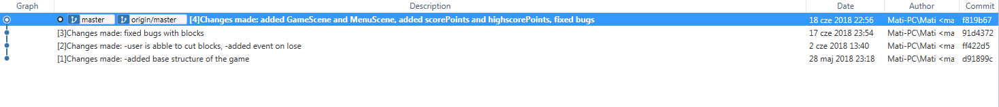 Graph Description Date Author Commit
master origin/master [4]Changes made: added GameScene and MenuScene, added scorePoints and highscorePoints, fixed bugs 18 cze 2018 22:56 Mati-PC\Mati <ma f819b67
[3]Changes made: fixed bugs with blocks 17 cze 2018 23:54 Mati-PC\Mati <ma 91d4372
[2]Changes made: -user is abble to cut blocks, -added event on lose 2 cze 2018 13:40 Mati-PC\Mati <ma ff422d5
[1]Changes made: -added base structure of the game 28 maj 2018 23:18 Mati-PC\Mati <ma d91899c